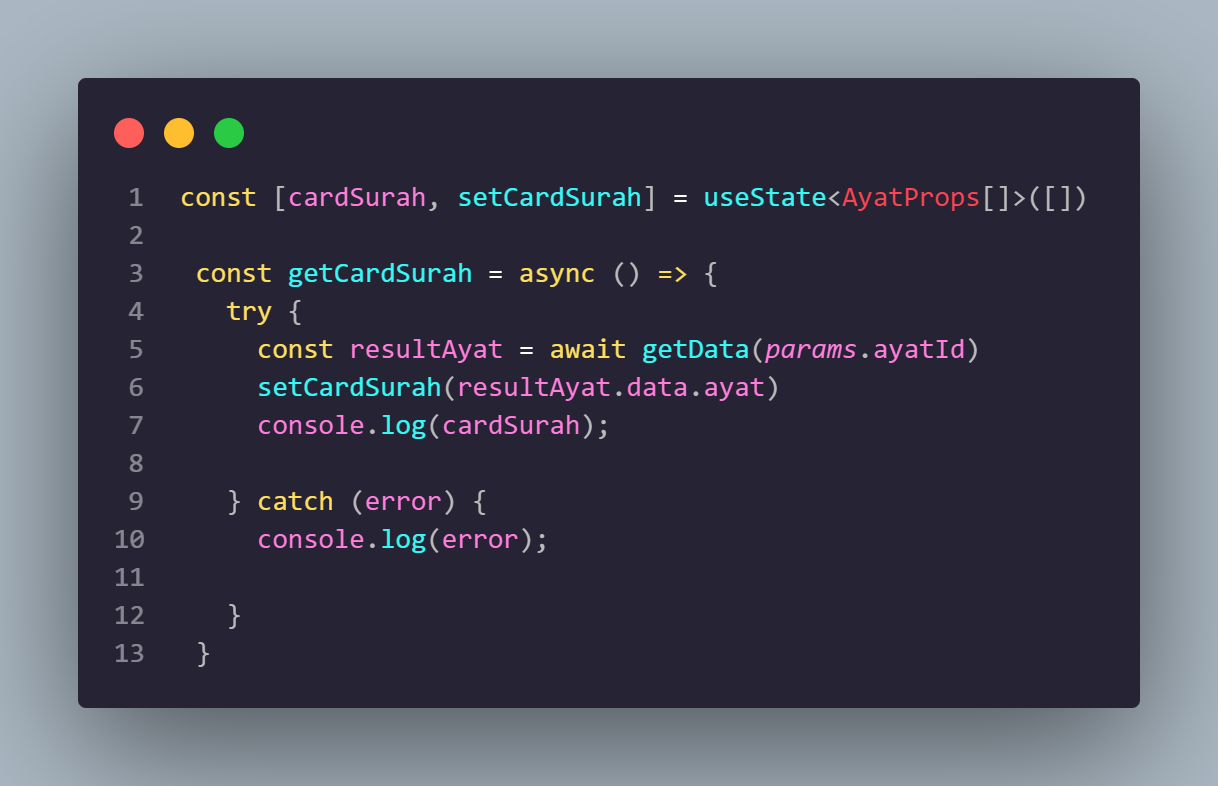 1 const [cardSurah, setCardSurah] = useState<AyatProps[]>([])
2
3  const getCardSurah = async () => {
4    try {
5      const resultAyat = await getData(params.ayatId)
6      setCardSurah(resultAyat.data.ayat)
7      console.log(cardSurah);
8
9    } catch (error) {
10      console.log(error);
11
12    }
13  }